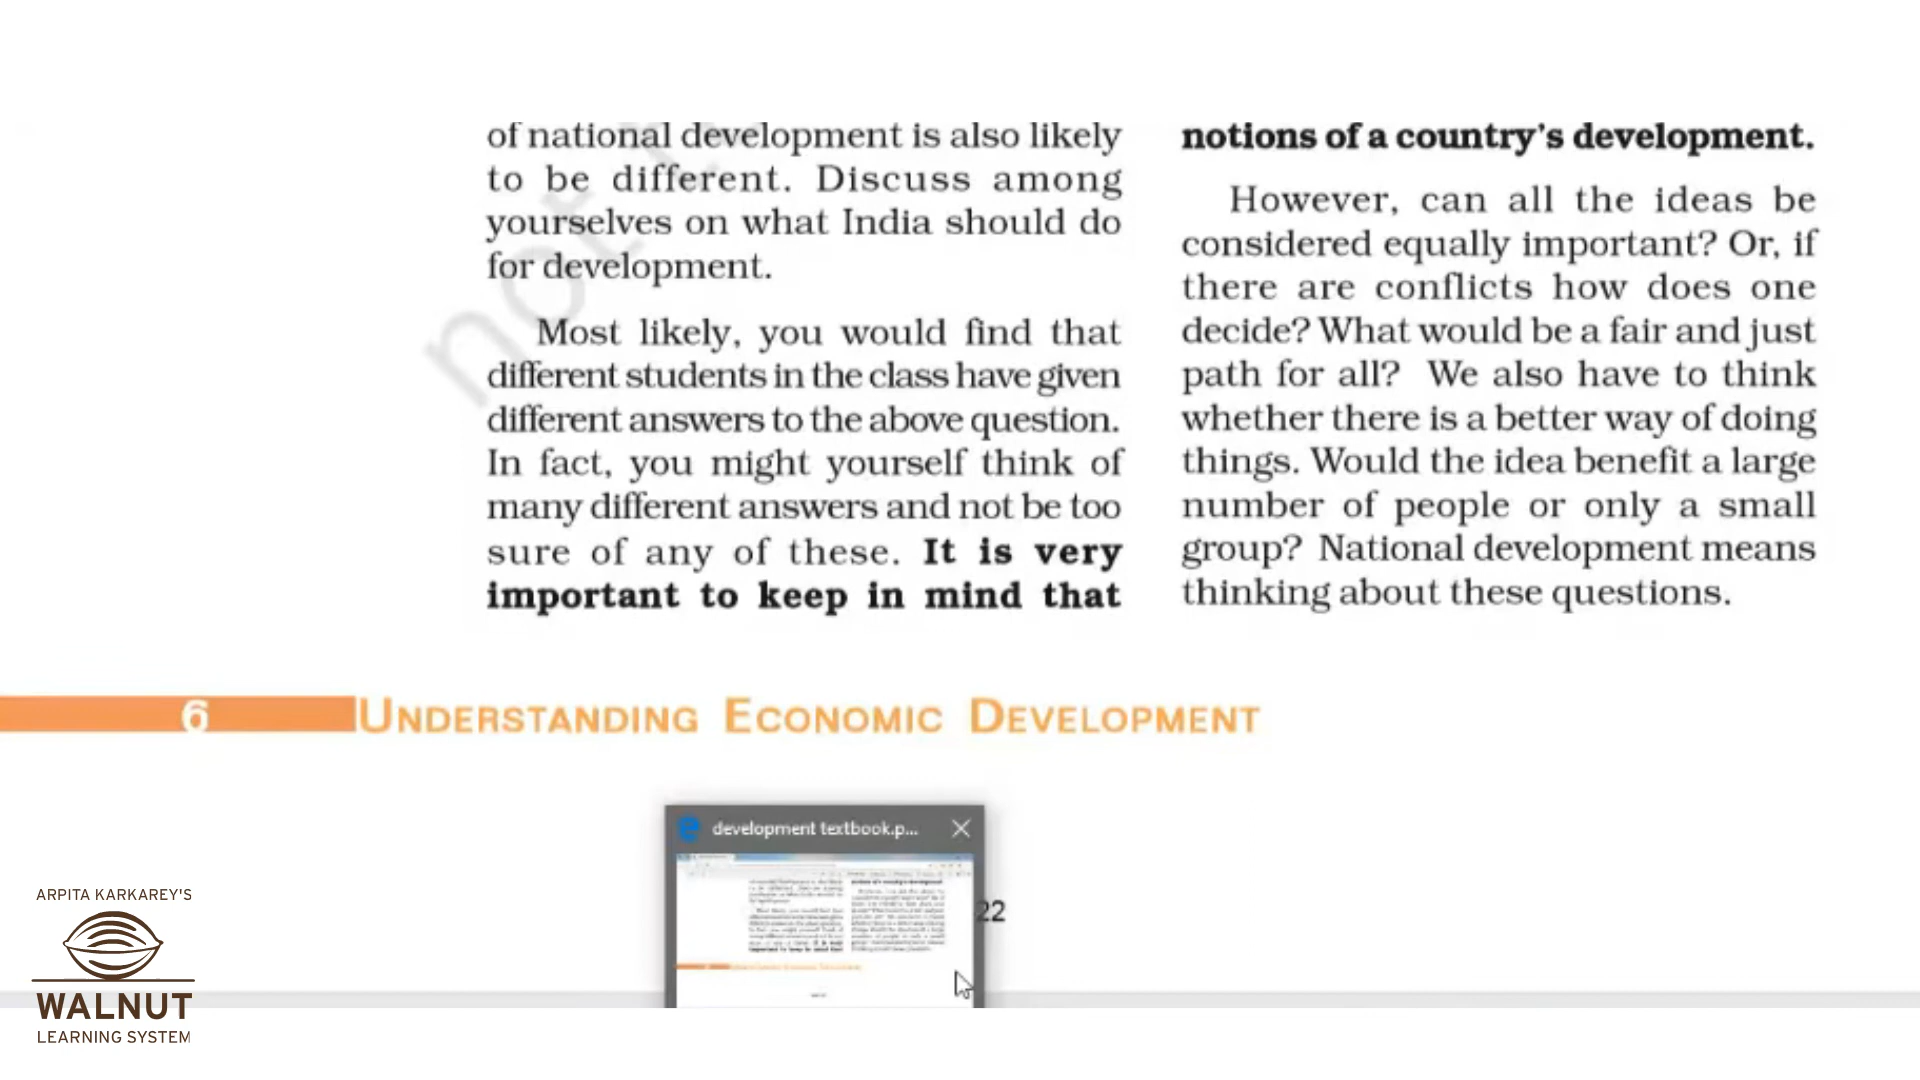 of national development is also likely
to be different. Discuss among
yourselves on what India should do
for development.
Most likely, you would find that
different students in the class have given
different answers to the above question.
In fact, you might yourself think of
many different answers and not be too
sure of any of these. It is very
important to keep in mind that
notions of a country's development.
However, can all the ideas be
considered equally important? Or, if
there are conflicts how does one
decide? What would be a fair and just
path for all? We also have to think
whether there is a better way of doing
things. Would the idea benefit a large
number of people or only a small
group? National development means
thinking about these questions.
not
6 UNDERSTANDING ECONOMIC DEVELOPMENT
development textbook.p...
22
ARPITA KARKAREY'S
WALNUT
LEARNING SYSTEM